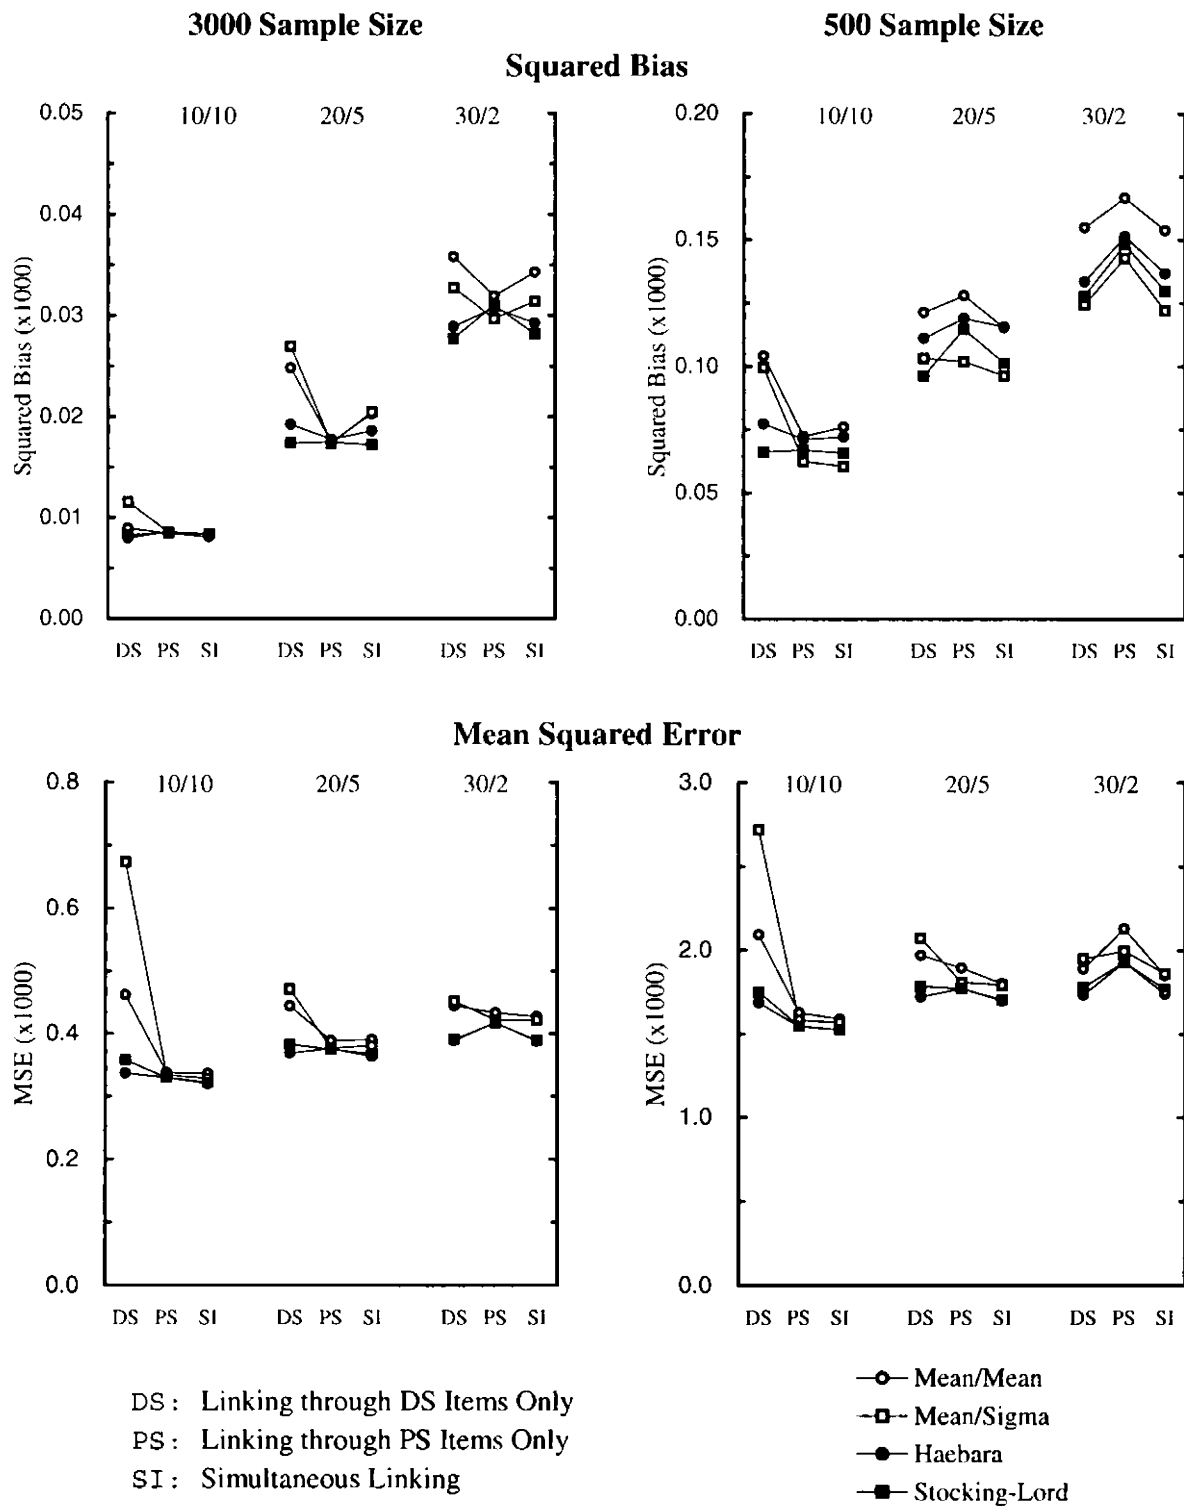 3000 Sample Size
500 Sample Size
Squared Bias
0.05
0.04
0.03
0.02
0.01
0.00
Squared Bias (x1000)
10/10
20/5
30/2
DS PS SI
DS PS SI
DS PS SI
0.20
0.15
0.10
0.05
0.00
Squared Bias (x1000)
10/10
20/5
30/2
DS PS SI
DS PS SI
DS PS SI
Mean Squared Error
0.8
0.6
0.4
0.2
0.0
MSE (x1000)
10/10
20/5
30/2
DS PS SI
DS PS SI
DS PS SI
3.0
2.0
1.0
0.0
MSE (x1000)
10/10
20/5
30/2
DS PS SI
DS PS SI
DS PS SI
DS: Linking through DS Items Only
PS: Linking through PS Items Only
SI: Simultaneous Linking
Mean/Mean
Mean/Sigma
Haebara
Stocking-Lord